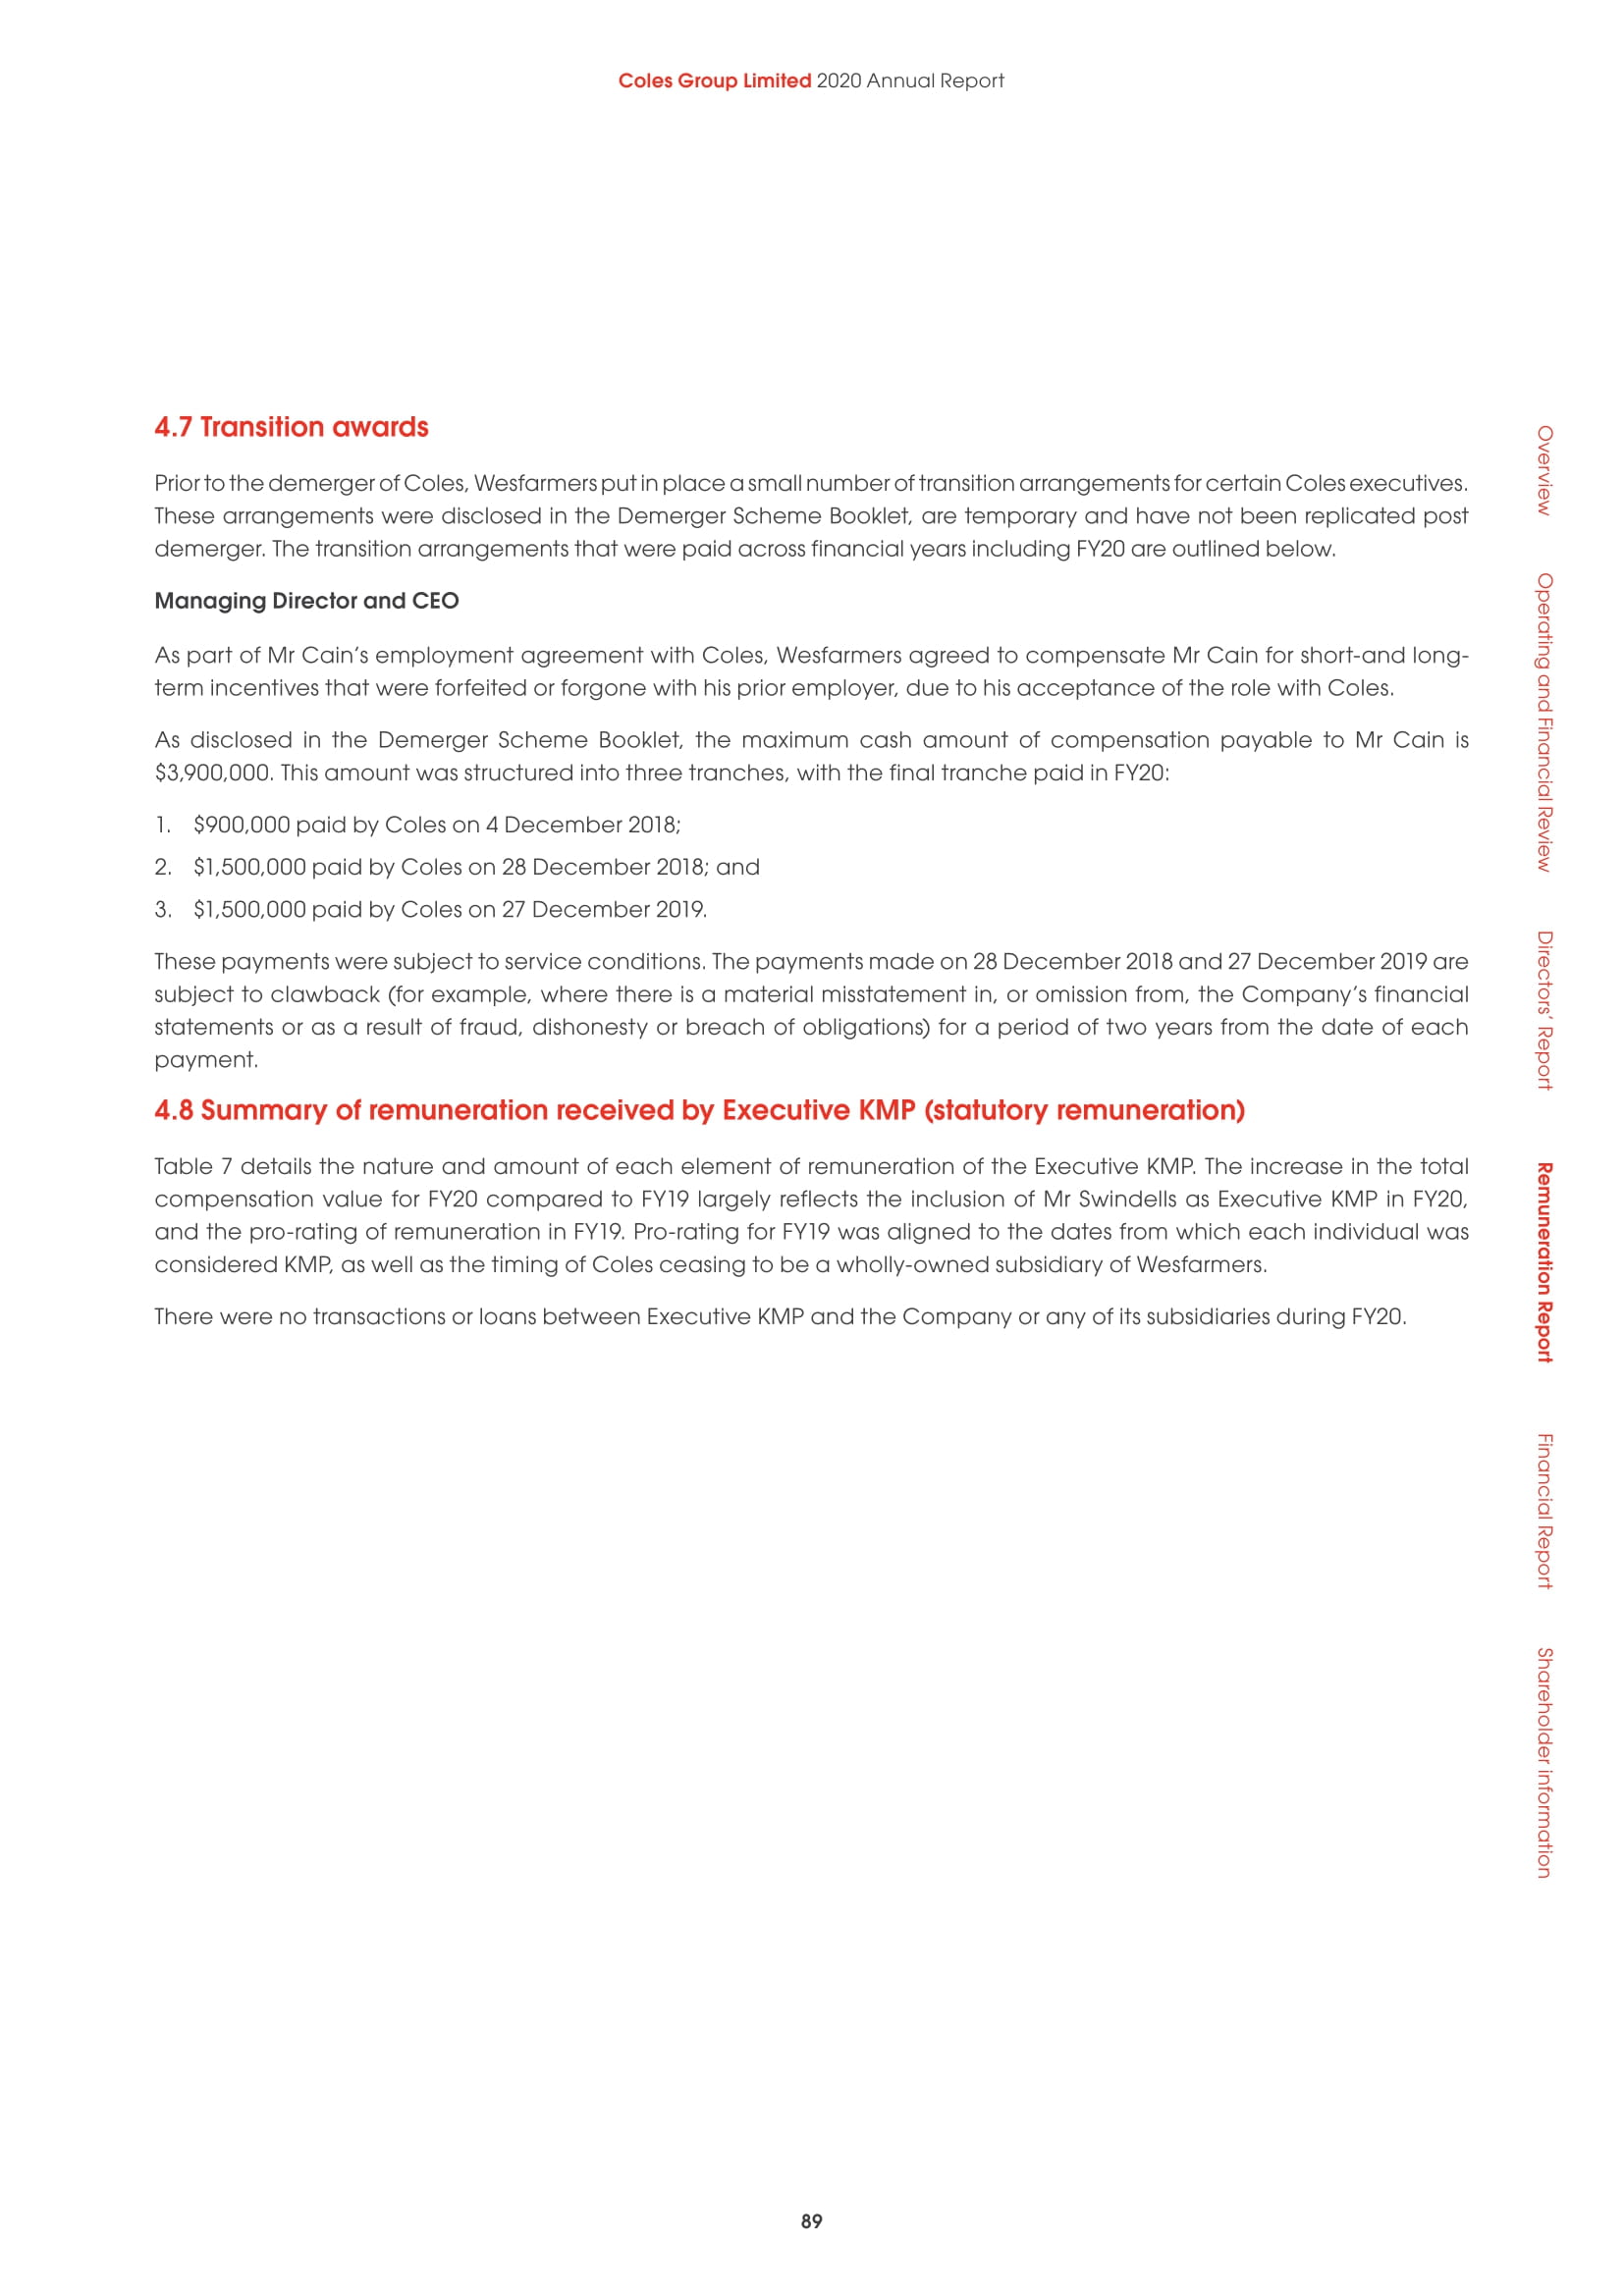 Coles Group Limited 2020 Annual Report
4.7 Transition awards
Prior to the demerger of Coles, Wesfarmers put in place a small number of transition arrangements for certain Coles executives.
These arrangements were disclosed in the Demerger Scheme Booklet, are temporary and have not been replicated post
demerger. The transition arrangements that were paid across financial years including FY20 are outlined below.
Managing Director and CEO
As part of Mr Cain's employment agreement with Coles, Wesfarmers agreed to compensate Mr Cain for short-and long-
term incentives that were forfeited or forgone with his prior employer, due to his acceptance of the role with Coles.
As disclosed in the Demerger Scheme Booklet, the maximum cash amount of compensation payable to Mr Cain is
$3,900,000. This amount was structured into three tranches, with the final tranche paid in FY20:
1. $900,000 paid by Coles on 4 December 2018;
2. $1,500,000 paid by Coles on 28 December 2018; and
3. $1,500,000 paid by Coles on 27 December 2019.
These payments were subject to service conditions. The payments made on 28 December 2018 and 27 December 2019 are
subject to clawback (for example, where there is a material misstatement in, or omission from, the Company's financial
statements or as a result of fraud, dishonesty or breach of obligations) for a period of two years from the date of each
payment.
4.8 Summary of remuneration received by Executive KMP (statutory remuneration)
Table 7 details the nature and amount of each element of remuneration of the Executive KMP. The increase in the total
compensation value for FY20 compared to FY19 largely reflects the inclusion of Mr Swindells as Executive KMP in FY20,
and the pro-rating of remuneration in FY19. Pro-rating for FY19 was aligned to the dates from which each individual was
considered KMP, as well as the timing of Coles ceasing to be a wholly-owned subsidiary of Wesfarmers.
There were no transactions or loans between Executive KMP and the Company or any of its subsidiaries during FY20.
Overview
Operating and Financial Review
Directors' Report
Remuneration Report
Financial Report
Shareholder information
89